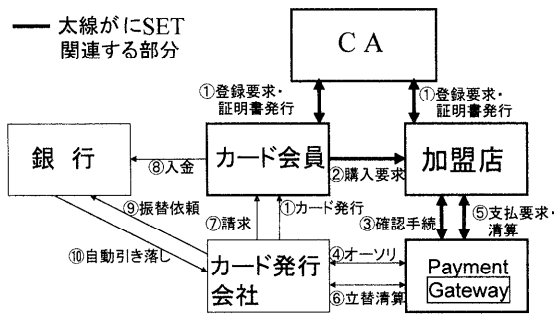 太線がにSET
関連する部分
CA
①登録要求・
証明書発行
①登録要求・
証明書発行
銀 行
⑧入金
カード会員
②購入要求
加盟店
⑨振替依頼
⑦請求
①カード発行
③確認手続
⑤支払要求・
清算
⑩自動引き落し
カード発行
会社
④オーソリ
⑥立替清算
Payment
Gateway